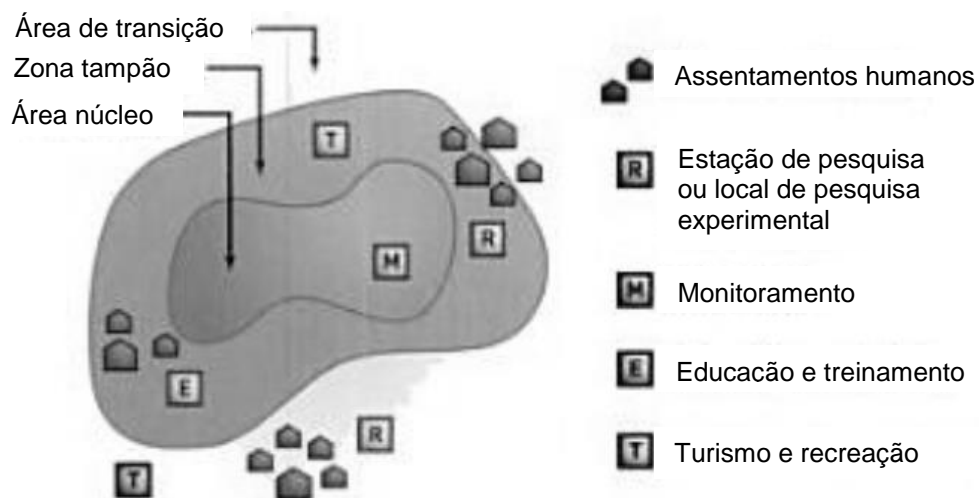 Área de transição
Zona tampão
Área núcleo
T
R
M
E
R
T
Assentamentos humanos
R
Estação de pesquisa
ou local de pesquisa
experimental
M
Monitoramento
E
Educacão e treinamento
T
Turismo e recreação